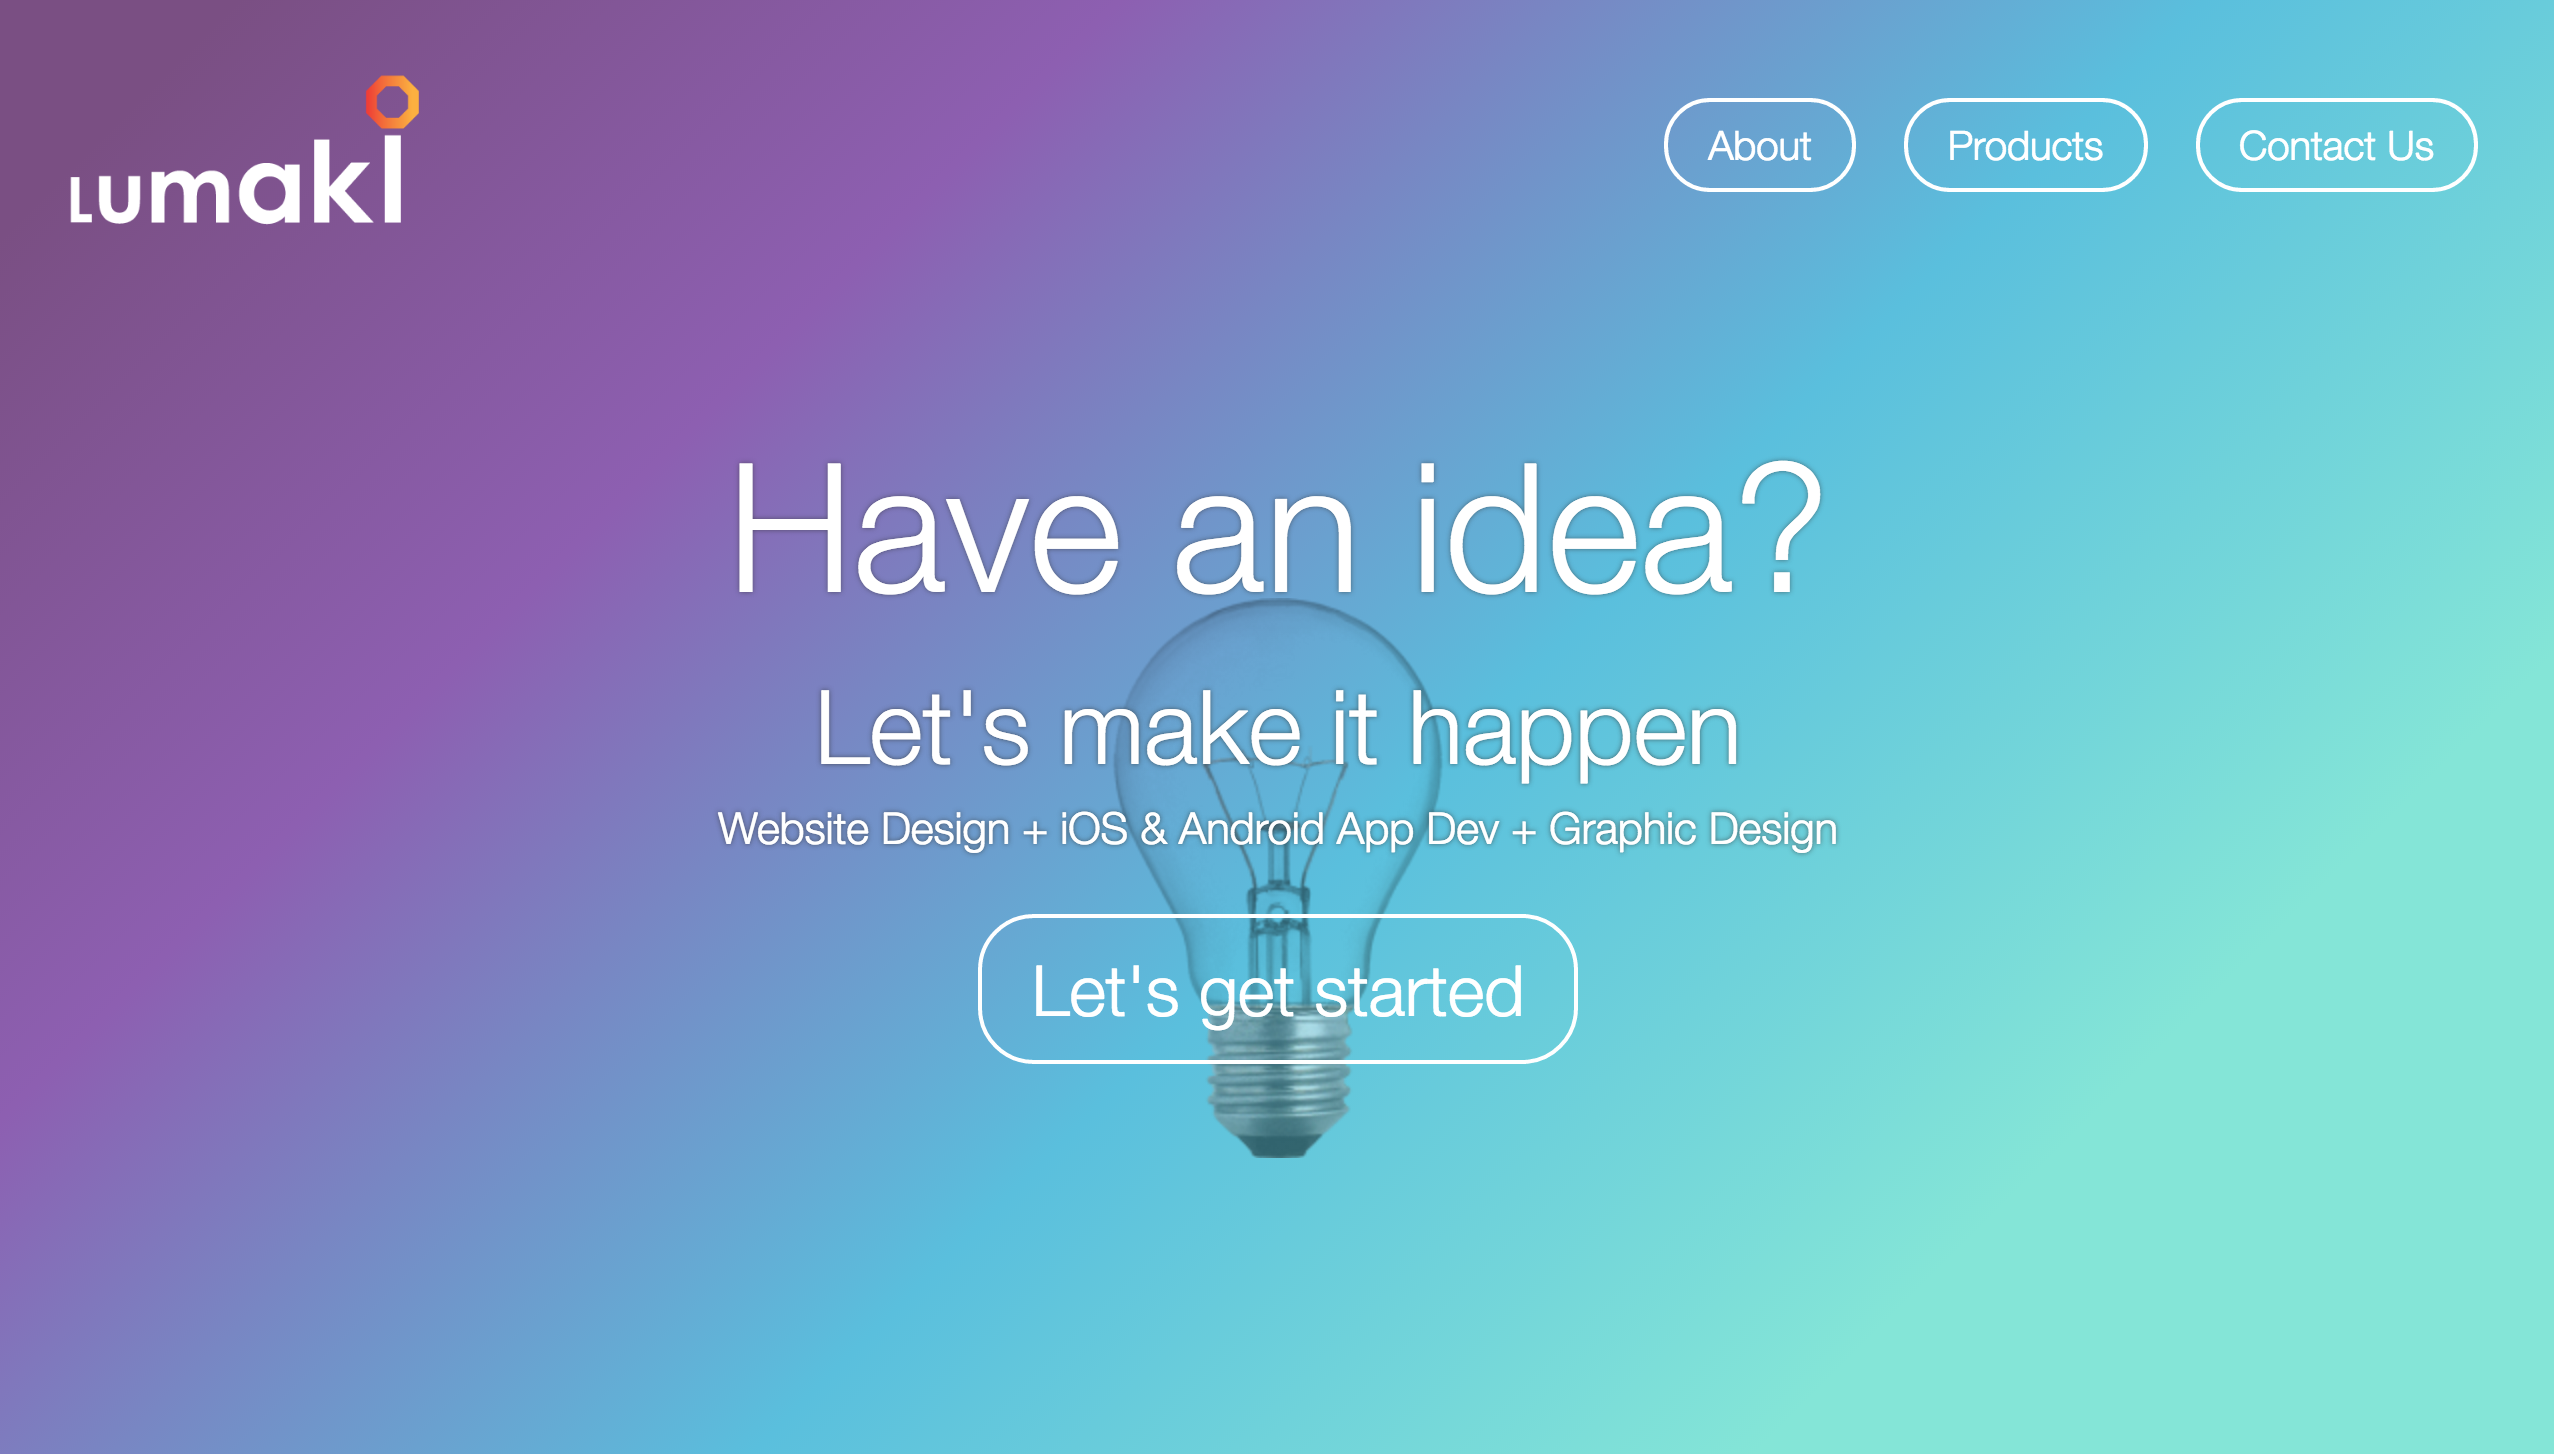 Lumaki
About
Products
Contact Us
Have an idea?
Let's make it happen
Website Design + iOS & Android App Dev + Graphic Design
Let's get started